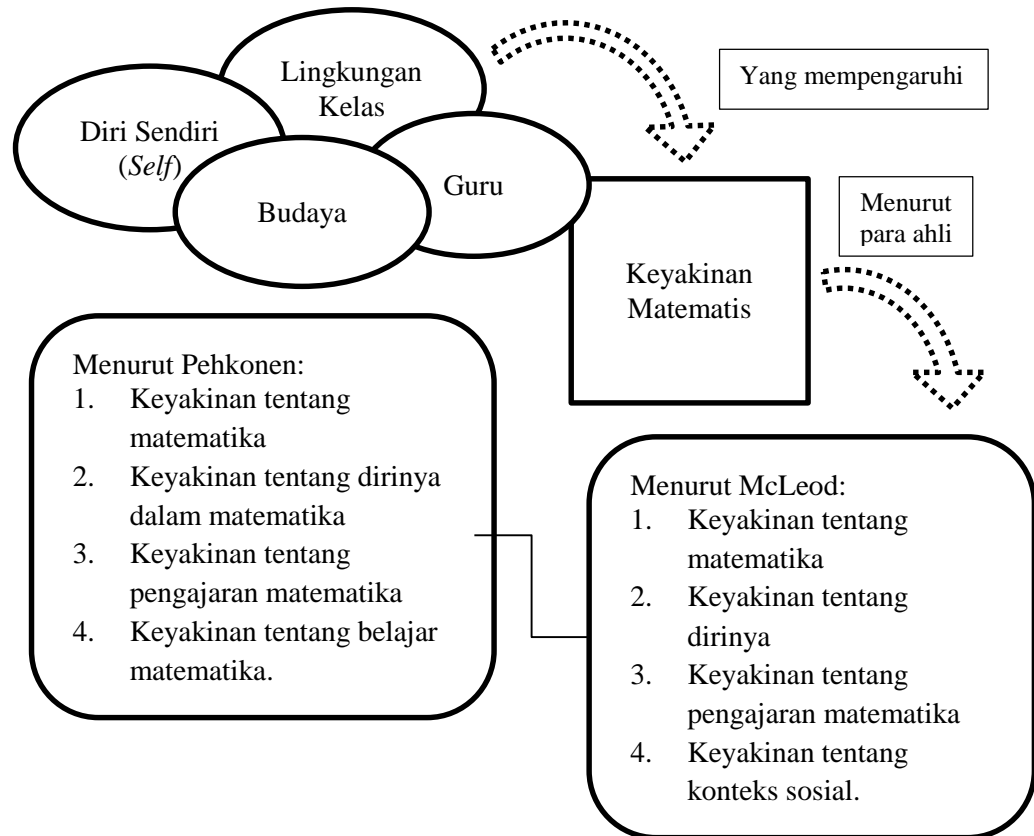 Lingkungan
Kelas
Yang mempengaruhi
Diri Sendiri
(Self)
Budaya
Guru
Menurut
para ahli
Keyakinan
Matematis
Menurut Pehkonen:
1. Keyakinan tentang
matematika
2. Keyakinan tentang dirinya
dalam matematika
3. Keyakinan tentang
pengajaran matematika
4. Keyakinan tentang belajar
matematika.
Menurut McLeod:
1. Keyakinan tentang
matematika
2. Keyakinan tentang
dirinya
3. Keyakinan tentang
pengajaran matematika
4. Keyakinan tentang
konteks sosial.